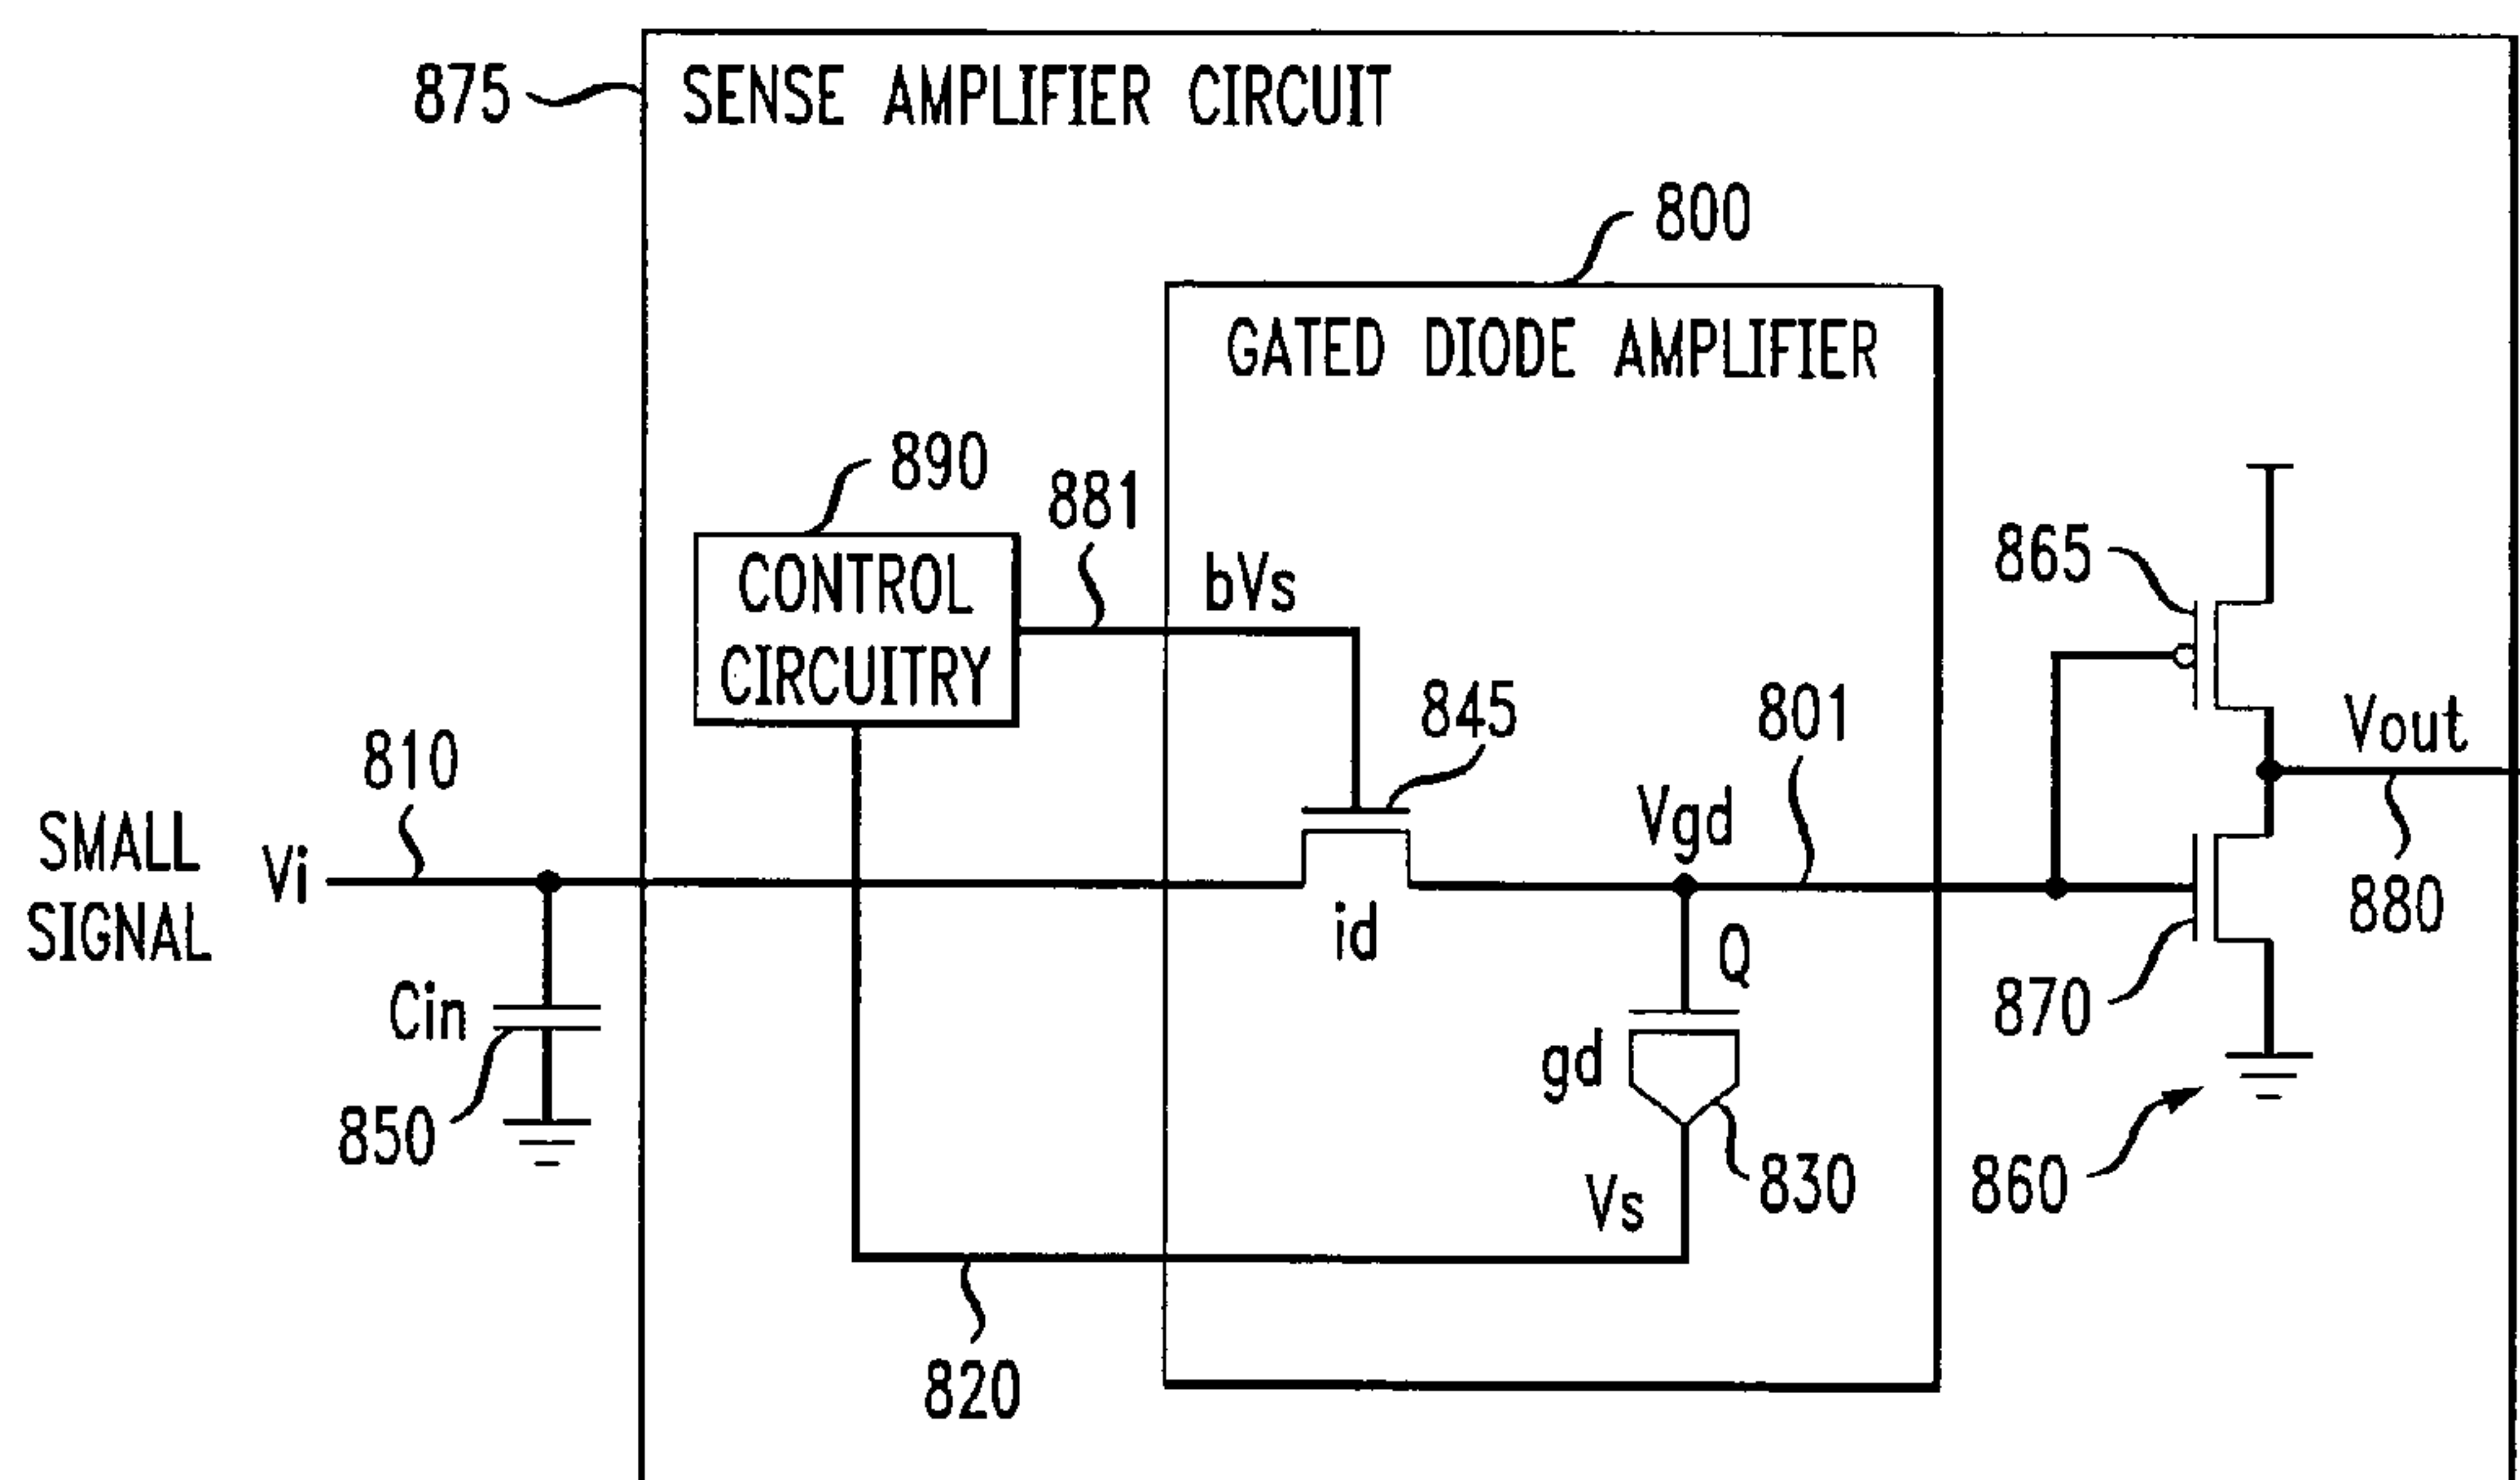 875
SENSE AMPLIFIER CIRCUIT
800
GATED DIODE AMPLIFIER
890
881
CONTROL
CIRCUITRY
bVs
865
845
801
Vout
810
SMALL
SIGNAL
Vi
Vgd
880
id
Q
Cin
870
gd
850
830
860
Vs
820